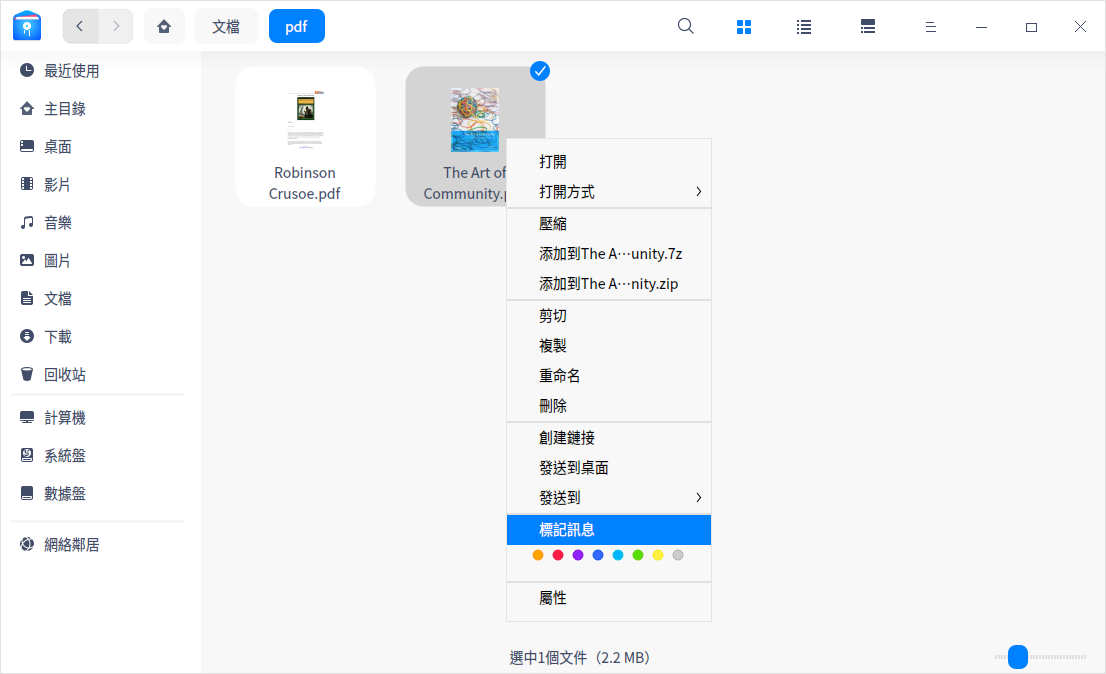 文檔
pdf
最近使用
主目錄
桌面
影片
音樂
圖片
文檔
下載
回收站
計算機
系統盤
數據盤
網絡鄰居
Robinson
Crusoe.pdf
The Art of
Community.p
打開
打開方式
壓縮
添加到The A⋯unity.7z
添加到The A⋯nity.zip
剪切
複製
重命名
刪除
創建鏈接
發送到桌面
發送到
標記訊息
屬性
選中1個文件（2.2 MB）